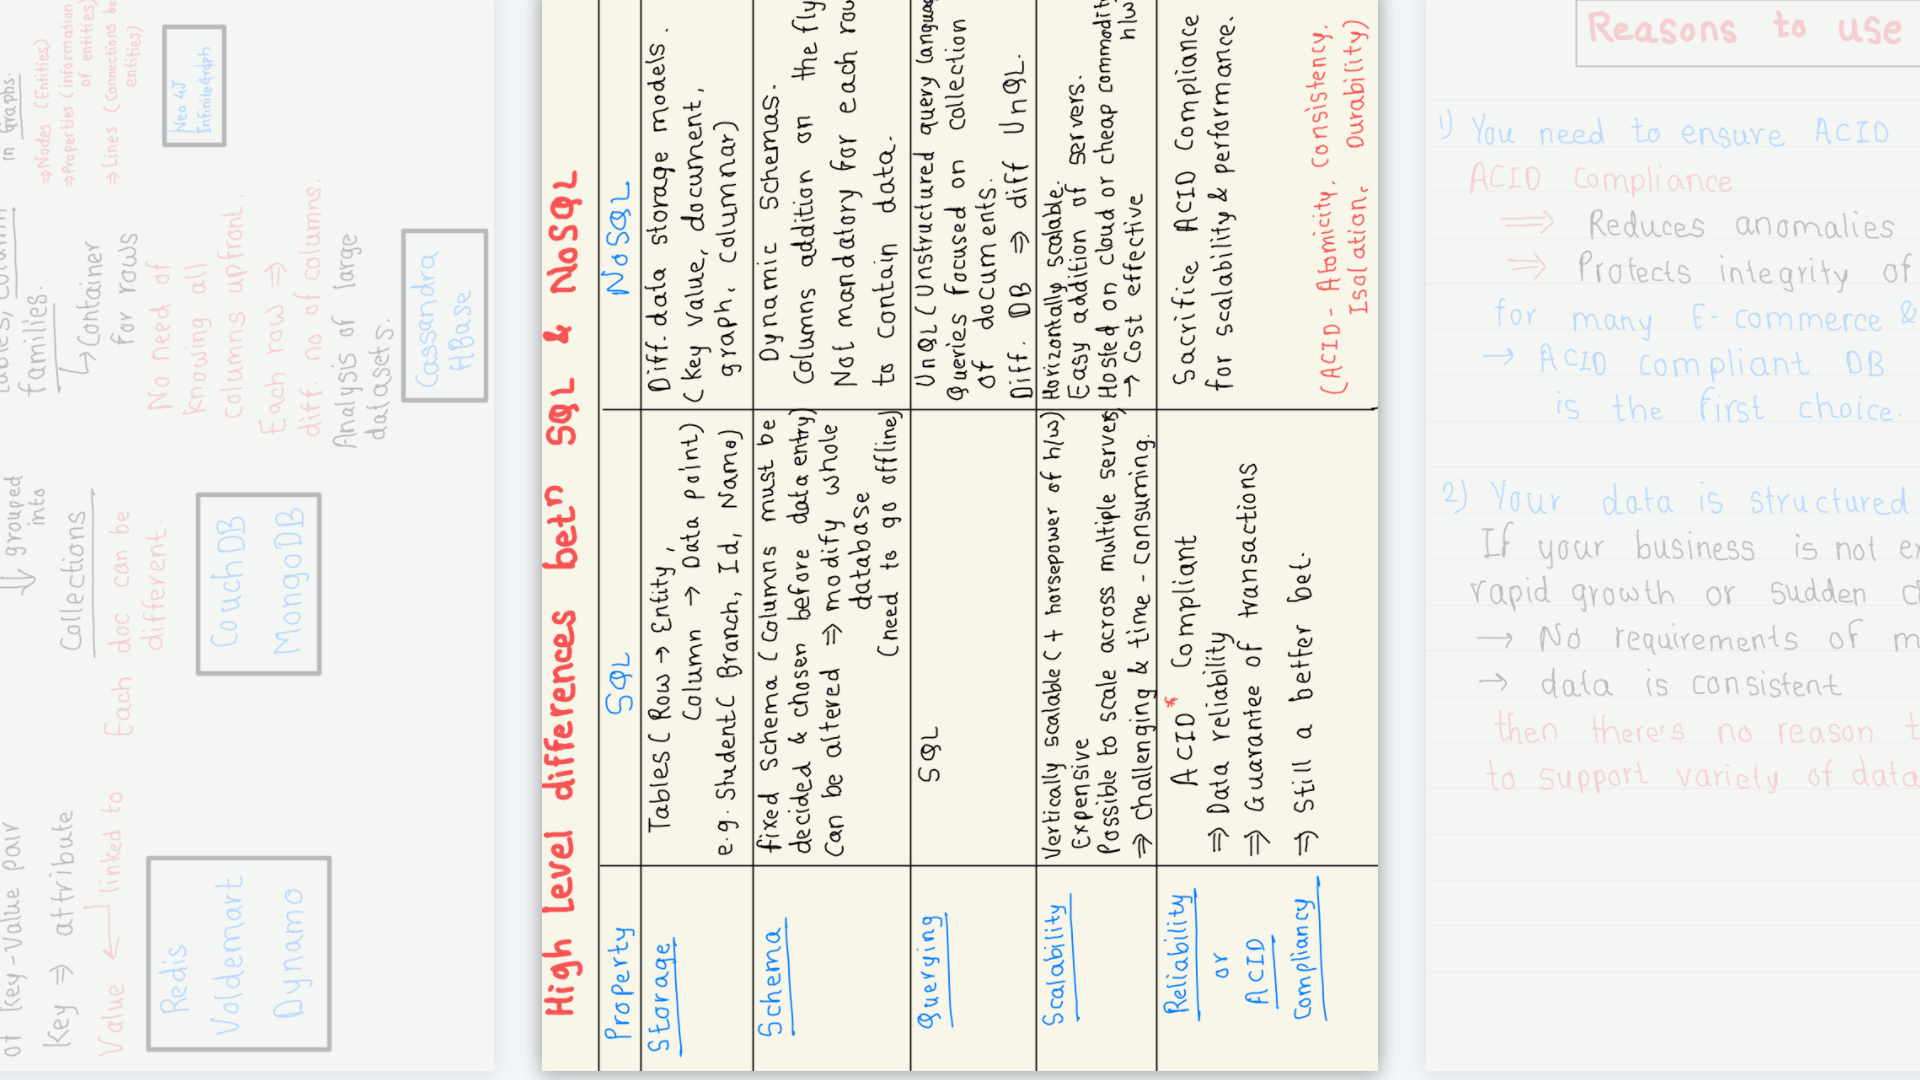 in Graphs.
⇒Nodes (Entities)
⇒Properties (information
of entities)
⇒ Lines (Connections be
entities)
Neo 4J
InfiniteGraph
families.
↳ Container
for rows
No need of
knowing all
columns upfront.
Each row ⇒
diff. no of columns.
Analysis of large
datasets.
Cassandra
HBase
⇓ grouped
into
Collections
Each doc can be
different.
CouchDB
MongoDB
of key-value pair
Key ⇒ attribute
Value ← linked to
Redis
Voldemart
Dynamo
High Level differences betⁿ SQL & NoSQL
Property
SQL
NoSQL
Storage
Tables ( Row → Entity,
Column → Data point)
e.g. Student( Branch, Id, Name)
Diff. data storage models.
(Key value, document,
graph, columnar)
Schema
fixed schema ( Columns must be
decided & chosen before data entry)
Can be altered ⇒ modify whole
database
(need to go offline)
Dynamic schemas.
Columns addition on the fly
Not mandatory for each row
to contain data.
Querying
SQL
UnQL ( Unstructured query language
Queries focused on collection
of documents.
Diff. DB ⇒ diff UnQL.
Scalability
Vertically scalable ( + horsepower of h/w)
Expensive
Possible to scale across multiple servers,
⇒ challenging & time-consuming.
Horizontally scalable.
Easy addition of servers.
Hosted on cloud or cheap commodity
h/w
→ Cost effective
Reliability
or
ACID
Compliancy
ACID* Compliant
⇒ Data reliability
⇒ Guarantee of transactions
⇒ Still a better bet.
Sacrifice ACID Compliance
for scalability & performance.
(ACID - Atomicity, Consistency,
Isolation, Durability)
Reasons to use
1) You need to ensure ACID
ACID Compliance
⇒ Reduces anomalies
⇒ Protects integrity of
for many E-commerce &
→ ACID compliant DB
is the first choice.
2) Your data is structured
If your business is not
rapid growth or sudden
→ No requirements of
→ data is consistent
then there's no reason
to support variety of data